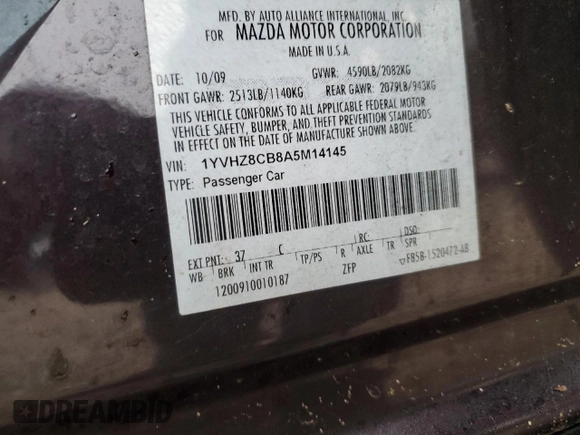 MFD. BY AUTO ALLIANCE INTERNATIONAL, INC.
FOR MAZDA MOTOR CORPORATION
MADE IN U.S.A.
DATE: 10/09 GVWR: 4590LB/2082KG
FRONT GAWR: 2513LB/1140KG REAR GAWR: 2079LB/943KG
THIS VEHICLE CONFORMS TO ALL APPLICABLE FEDERAL MOTOR
VEHICLE SAFETY, BUMPER, AND THEFT PREVENTION STANDARDS
IN EFFECT ON THE DATE OF MANUFACTURE SHOWN ABOVE.
VIN: 1YVHZ8CB8A5M14145
TYPE: Passenger Car
EXT PNT: 37 C RC: DSO:
WB BRK INT TR TP/PS R AXLE TR SPR
ZFP
1200910010187
F85B-1520472-AB
DREAMBID